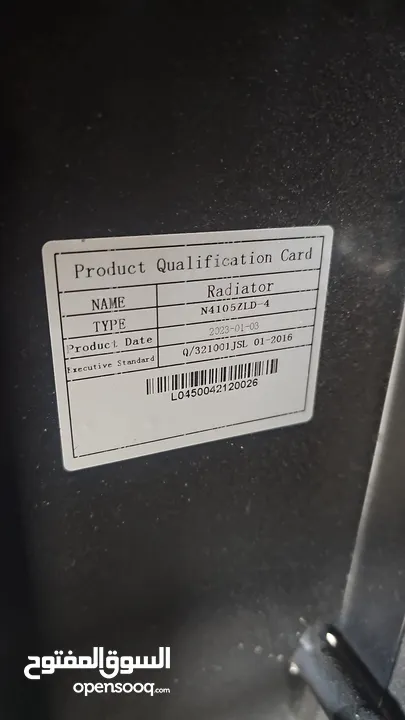 Product Qualification Card
NAME Radiator
TYPE N4105ZLD-4
Product Date 2023-01-03
Executive Standard Q/321001JSL 01-2016
L0450042120026
السوق المفتوح
opensooq.com